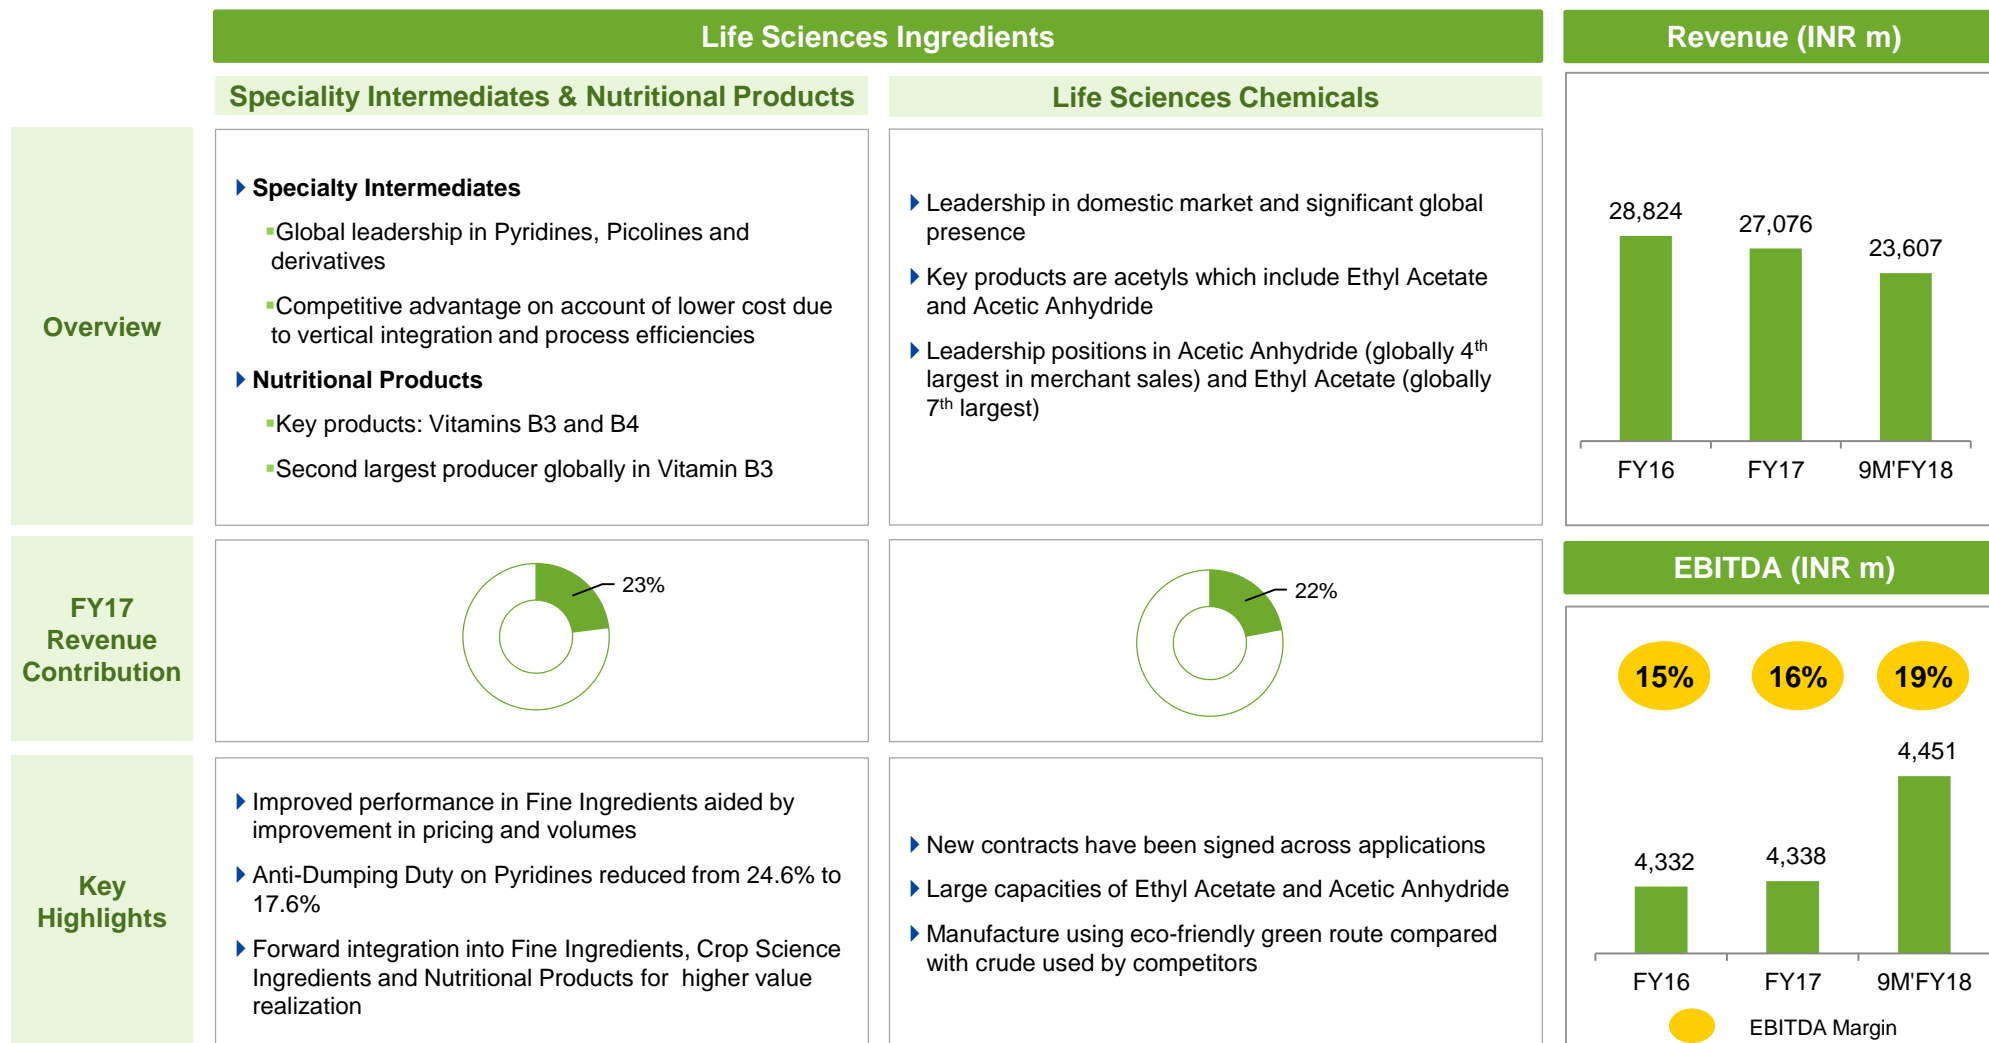 Life Sciences Ingredients
Speciality Intermediates & Nutritional Products
Life Sciences Chemicals
Overview
Specialty Intermediates
Global leadership in Pyridines, Picolines and
derivatives
Competitive advantage on account of lower cost due
to vertical integration and process efficiencies
Nutritional Products
Key products: Vitamins B3 and B4
Second largest producer globally in Vitamin B3
Leadership in domestic market and significant global
presence
Key products are acetyls which include Ethyl Acetate
and Acetic Anhydride
Leadership positions in Acetic Anhydride (globally 4th
largest in merchant sales) and Ethyl Acetate (globally
7th largest)
FY17
Revenue
Contribution
23%
22%
Key
Highlights
Improved performance in Fine Ingredients aided by
improvement in pricing and volumes
Anti-Dumping Duty on Pyridines reduced from 24.6% to
17.6%
Forward integration into Fine Ingredients, Crop Science
Ingredients and Nutritional Products for  higher value
realization
New contracts have been signed across applications
Large capacities of Ethyl Acetate and Acetic Anhydride
Manufacture using eco-friendly green route compared
with crude used by competitors
Revenue (INR m)
28,824
27,076
23,607
FY16 FY17 9M'FY18
EBITDA (INR m)
15% 16% 19%
4,451
4,332
4,338
FY16 FY17 9M'FY18
EBITDA Margin